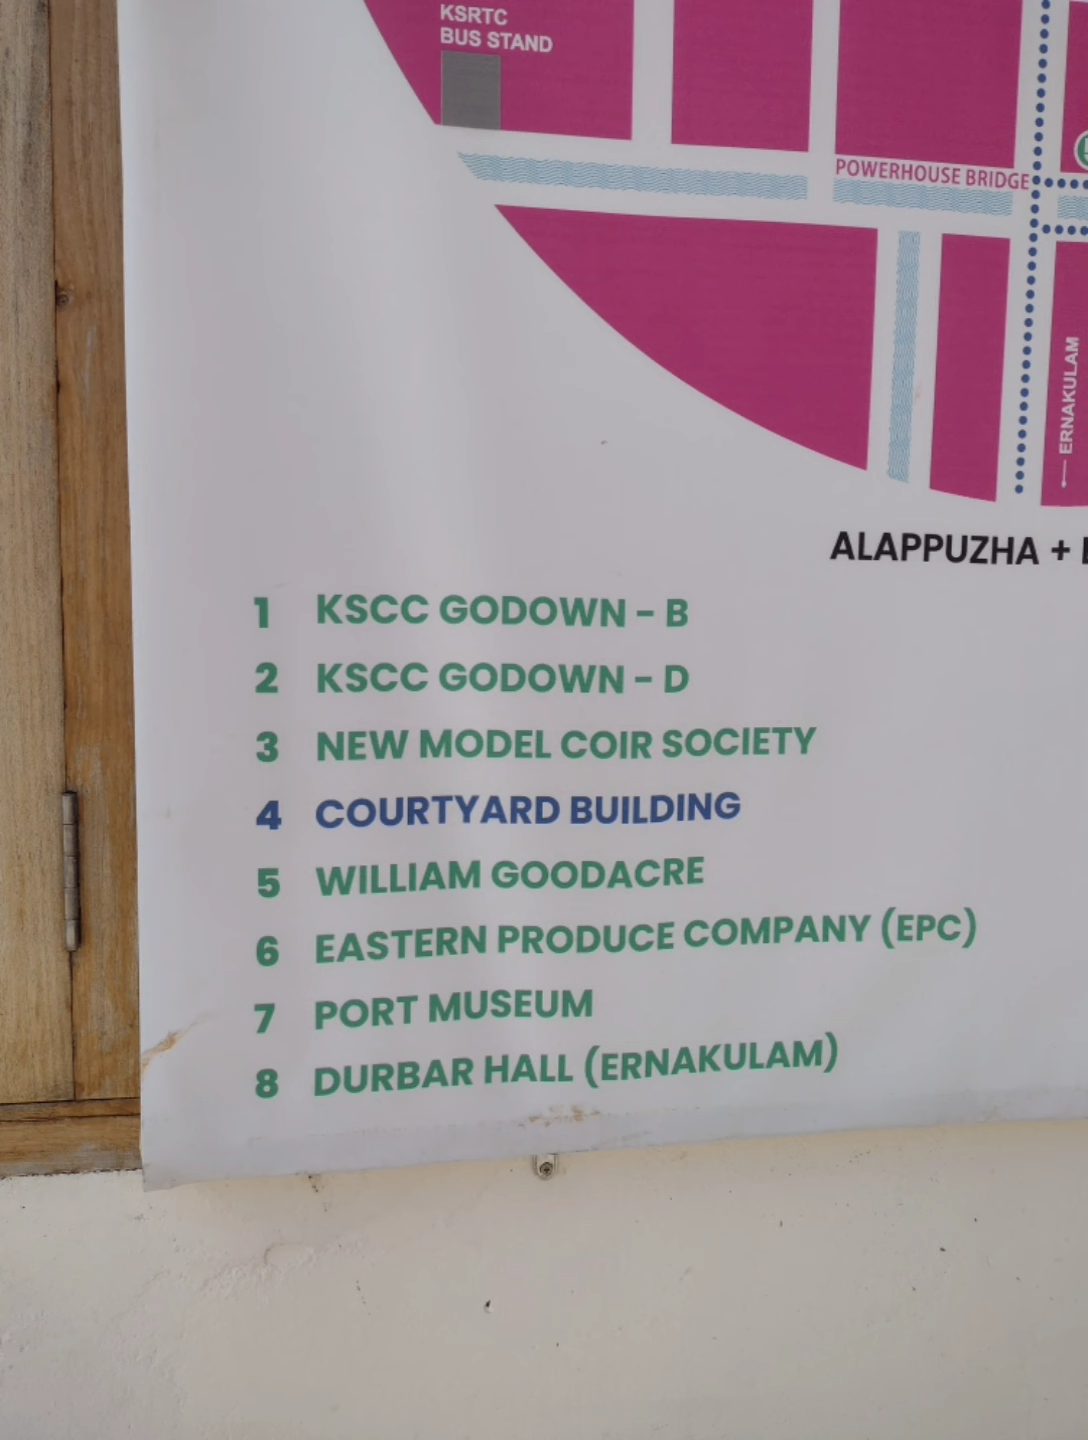 KSRTC
BUS STAND
POWERHOUSE BRIDGE
ERNAKULAM
ALAPPUZHA +
1 KSCC GODOWN - B
2 KSCC GODOWN - D
3 NEW MODEL COIR SOCIETY
4 COURTYARD BUILDING
5 WILLIAM GOODACRE
6 EASTERN PRODUCE COMPANY (EPC)
7 PORT MUSEUM
8 DURBAR HALL (ERNAKULAM)